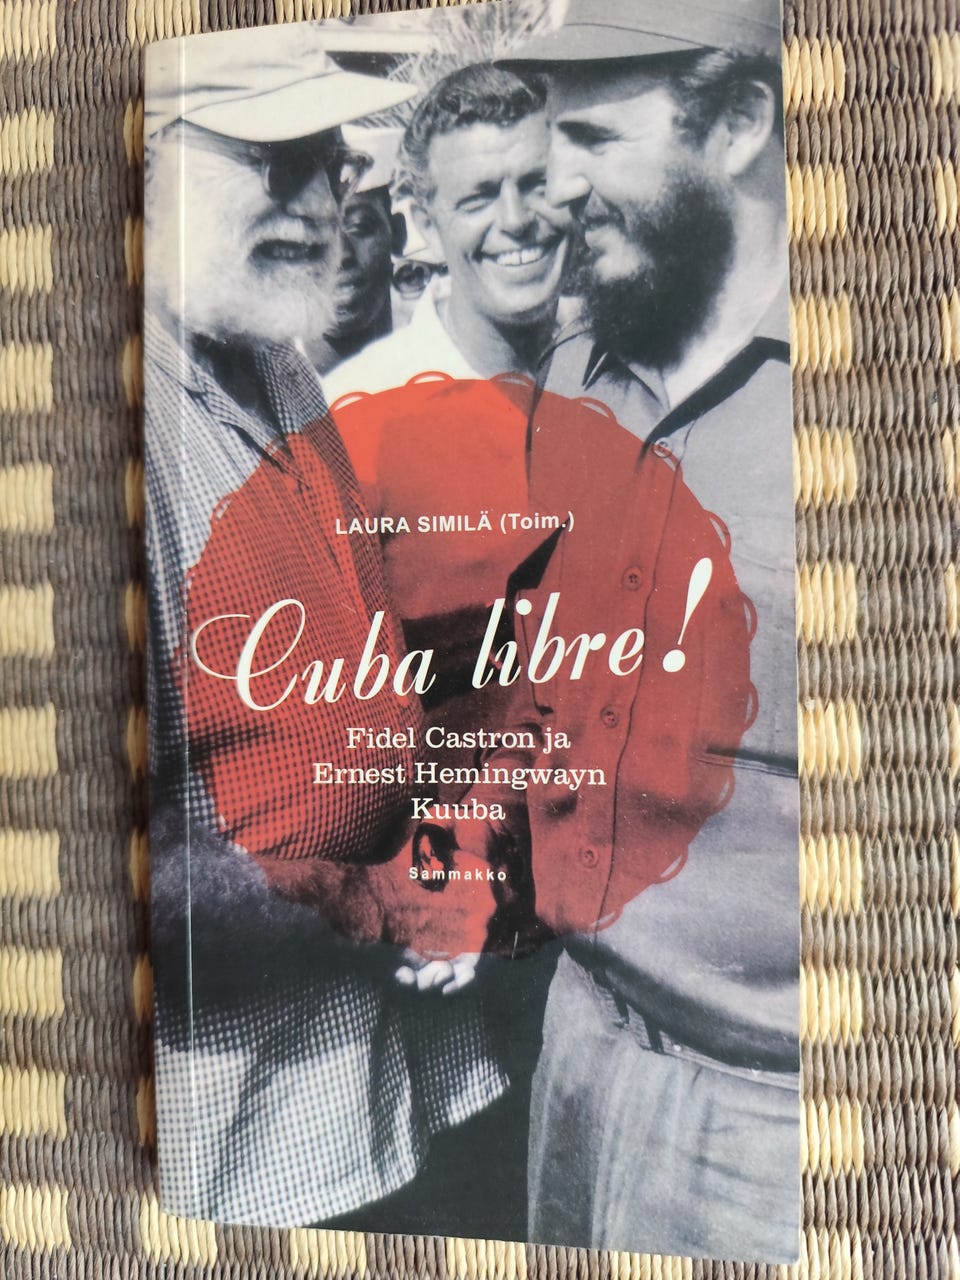 LAURA SIMILÄ (Toim.)
Cuba libre!
Fidel Castron ja
Ernest Hemingwayn
Kuuba
Sammakko